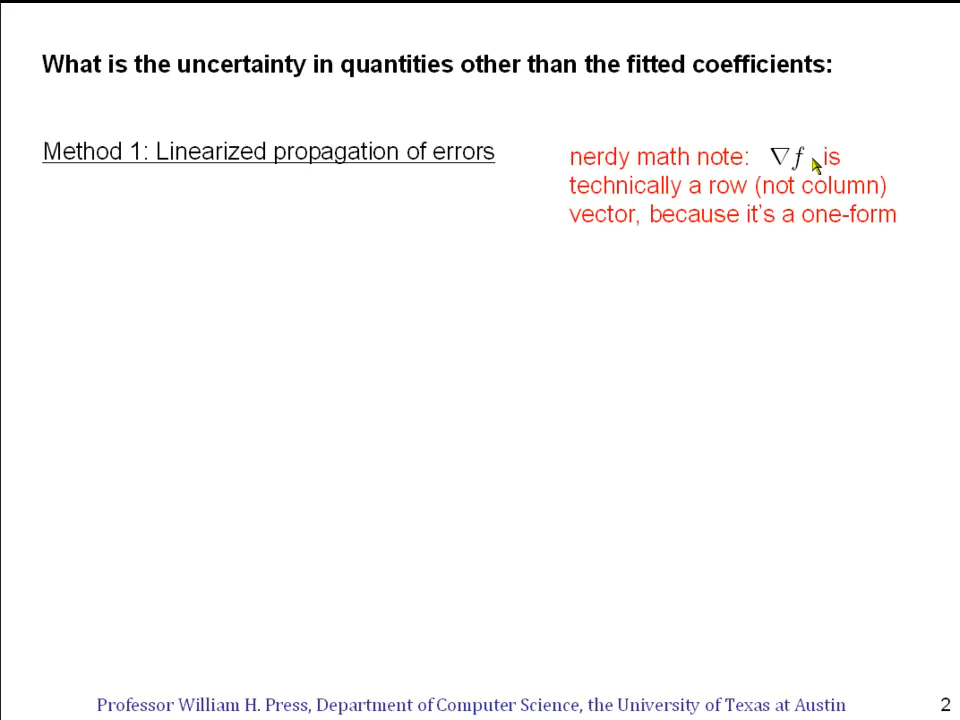 What is the uncertainty in quantities other than the fitted coefficients:
Method 1: Linearized propagation of errors
nerdy math note: ∇f is
technically a row (not column)
vector, because it's a one-form
Professor William H. Press, Department of Computer Science, the University of Texas at Austin
2